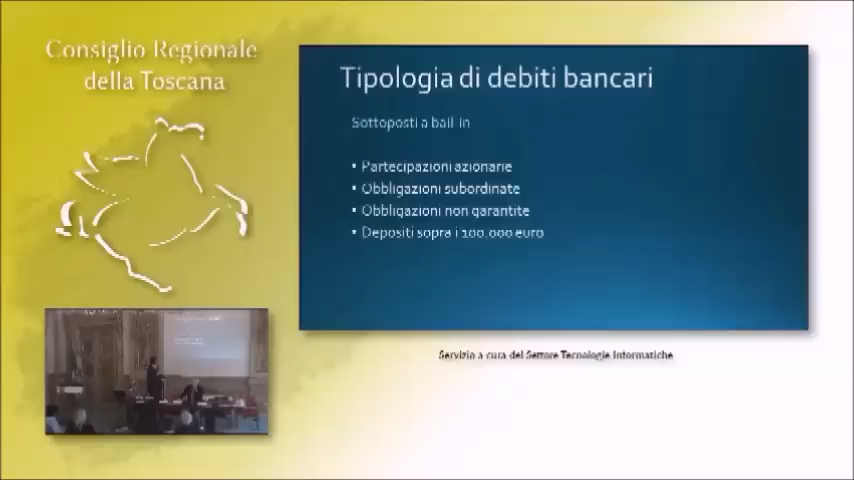 Consiglio Regionale
della Toscana
Tipologia di debiti bancari
Sottoposti a bail-in
▪ Partecipazioni azionarie
▪ Obbligazioni subordinate
▪ Obbligazioni non garantite
▪ Depositi sopra i 100.000 euro
Servizio a cura del Settore Tecnologie Informatiche